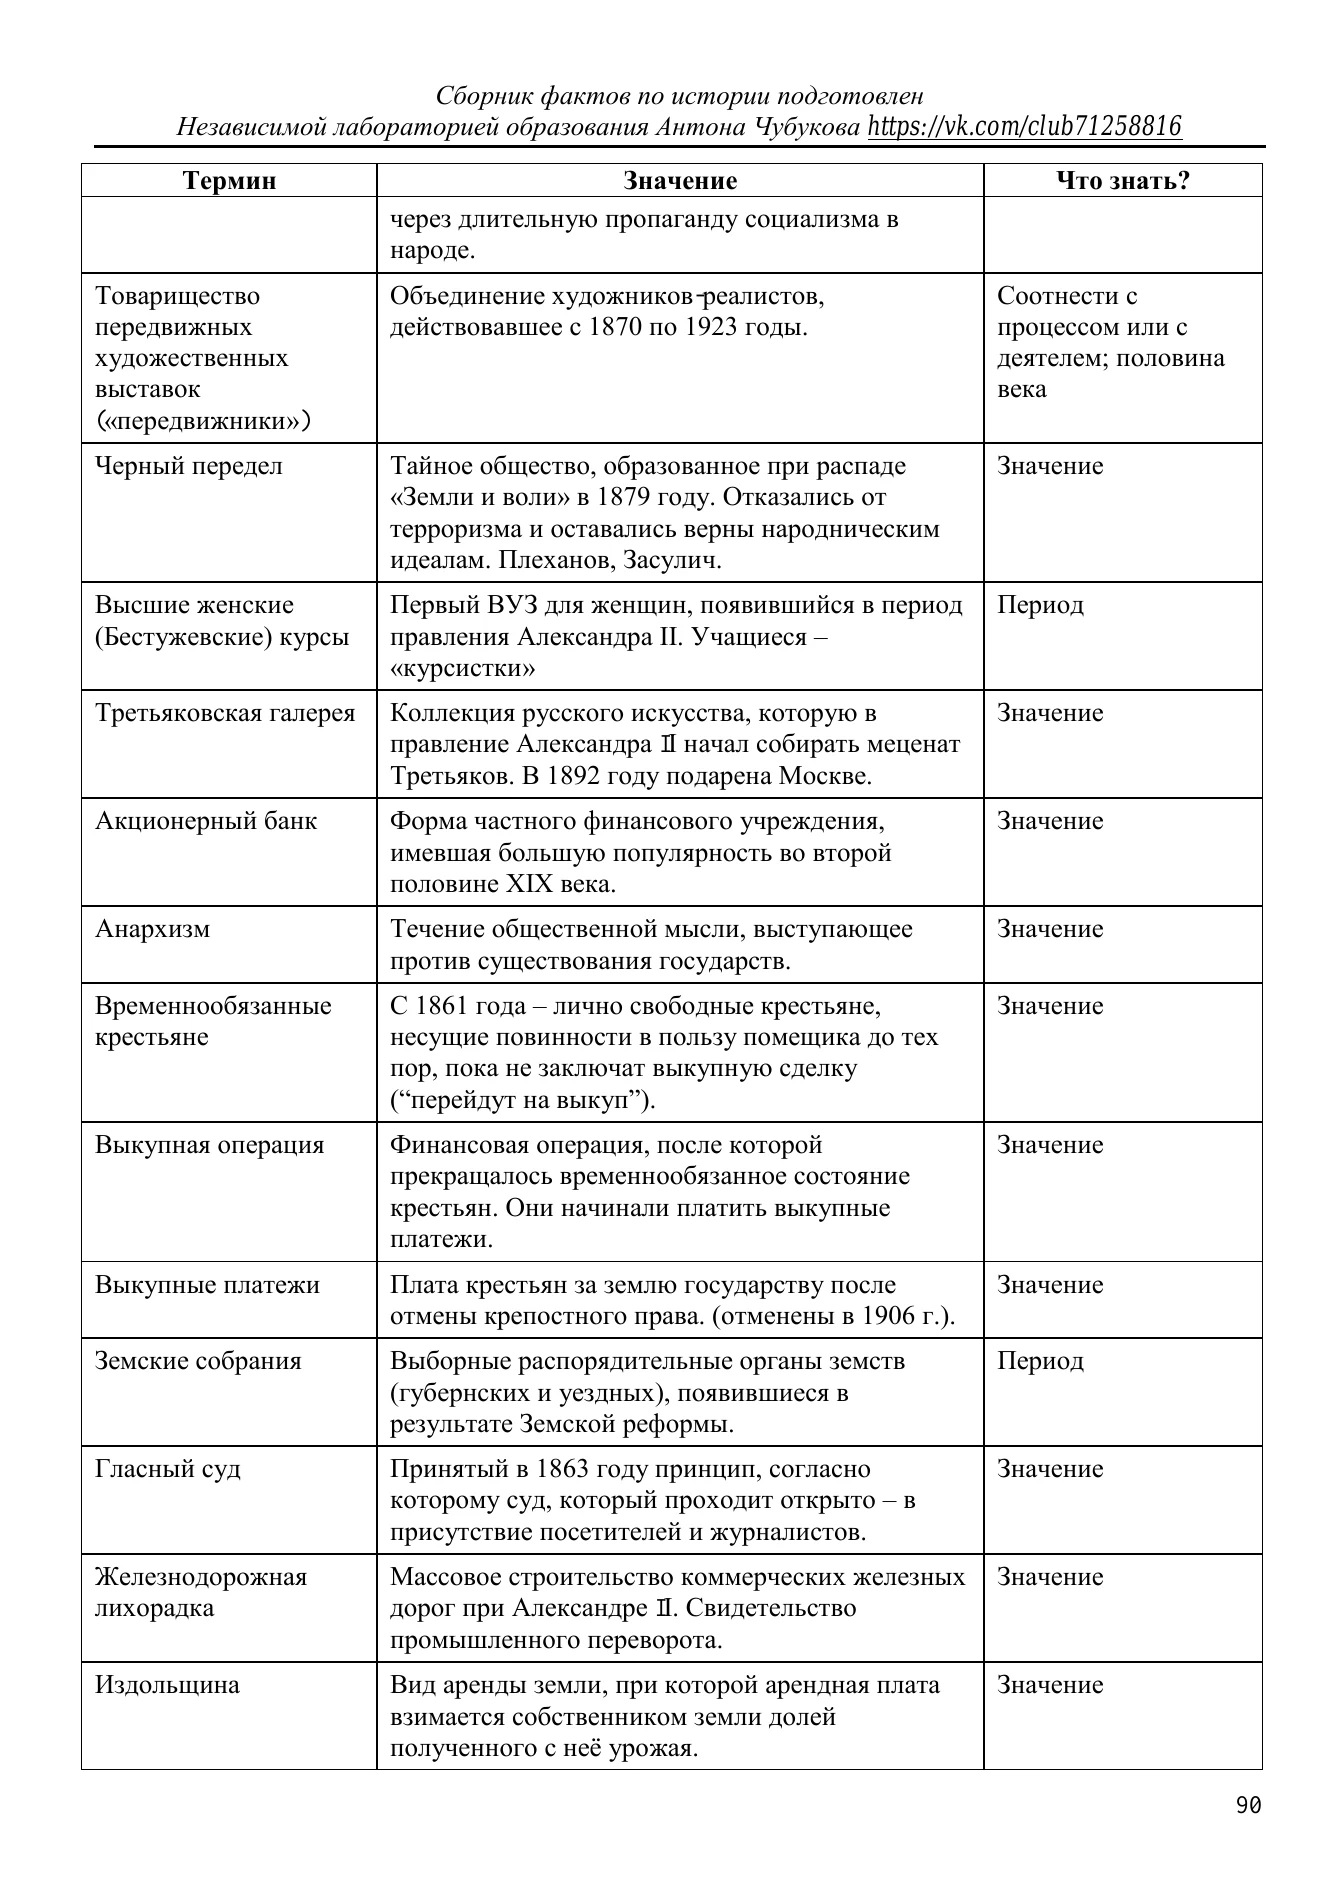 Сборник фактов по истории подготовлен
Независимой лабораторией образования Антона Чубукова https://vk.com/club71258816
Термин
Значение
Что знать?
через длительную пропаганду социализма в
народе.
Товарищество
передвижных
художественных
выставок
(«передвижники»)
Объединение художников-реалистов,
действовавшее с 1870 по 1923 годы.
Соотнести с
процессом или с
деятелем; половина
века
Черный передел
Тайное общество, образованное при распаде
«Земли и воли» в 1879 году. Отказались от
терроризма и оставались верны народническим
идеалам. Плеханов, Засулич.
Значение
Высшие женские
(Бестужевские) курсы
Первый ВУЗ для женщин, появившийся в период
правления Александра II. Учащиеся –
«курсистки»
Период
Третьяковская галерея
Коллекция русского искусства, которую в
правление Александра II начал собирать меценат
Третьяков. В 1892 году подарена Москве.
Значение
Акционерный банк
Форма частного финансового учреждения,
имевшая большую популярность во второй
половине XIX века.
Значение
Анархизм
Течение общественной мысли, выступающее
против существования государств.
Значение
Временнообязанные
крестьяне
С 1861 года – лично свободные крестьяне,
несущие повинности в пользу помещика до тех
пор, пока не заключат выкупную сделку
(“перейдут на выкуп”).
Значение
Выкупная операция
Финансовая операция, после которой
прекращалось временнообязанное состояние
крестьян. Они начинали платить выкупные
платежи.
Значение
Выкупные платежи
Плата крестьян за землю государству после
отмены крепостного права. (отменены в 1906 г.).
Значение
Земские собрания
Выборные распорядительные органы земств
(губернских и уездных), появившиеся в
результате Земской реформы.
Период
Гласный суд
Принятый в 1863 году принцип, согласно
которому суд, который проходит открыто – в
присутствие посетителей и журналистов.
Значение
Железнодорожная
лихорадка
Массовое строительство коммерческих железных
дорог при Александре II. Свидетельство
промышленного переворота.
Значение
Издольщина
Вид аренды земли, при которой арендная плата
взимается собственником земли долей
полученного с неё урожая.
Значение
90